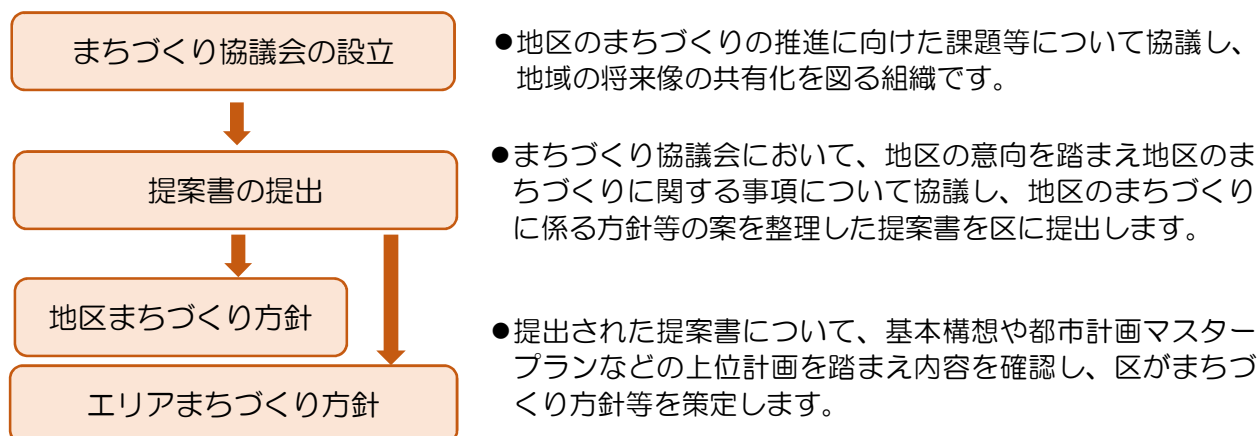 まちづくり協議会の設立
●地区のまちづくりの推進に向けた課題等について協議し、
地域の将来像の共有化を図る組織です。
提案書の提出
●まちづくり協議会において、地区の意向を踏まえ地区のま
ちづくりに関する事項について協議し、地区のまちづくり
に係る方針等の案を整理した提案書を区に提出します。
地区まちづくり方針
エリアまちづくり方針
●提出された提案書について、基本構想や都市計画マスター
プランなどの上位計画を踏まえ内容を確認し、区がまちづ
くり方針等を策定します。